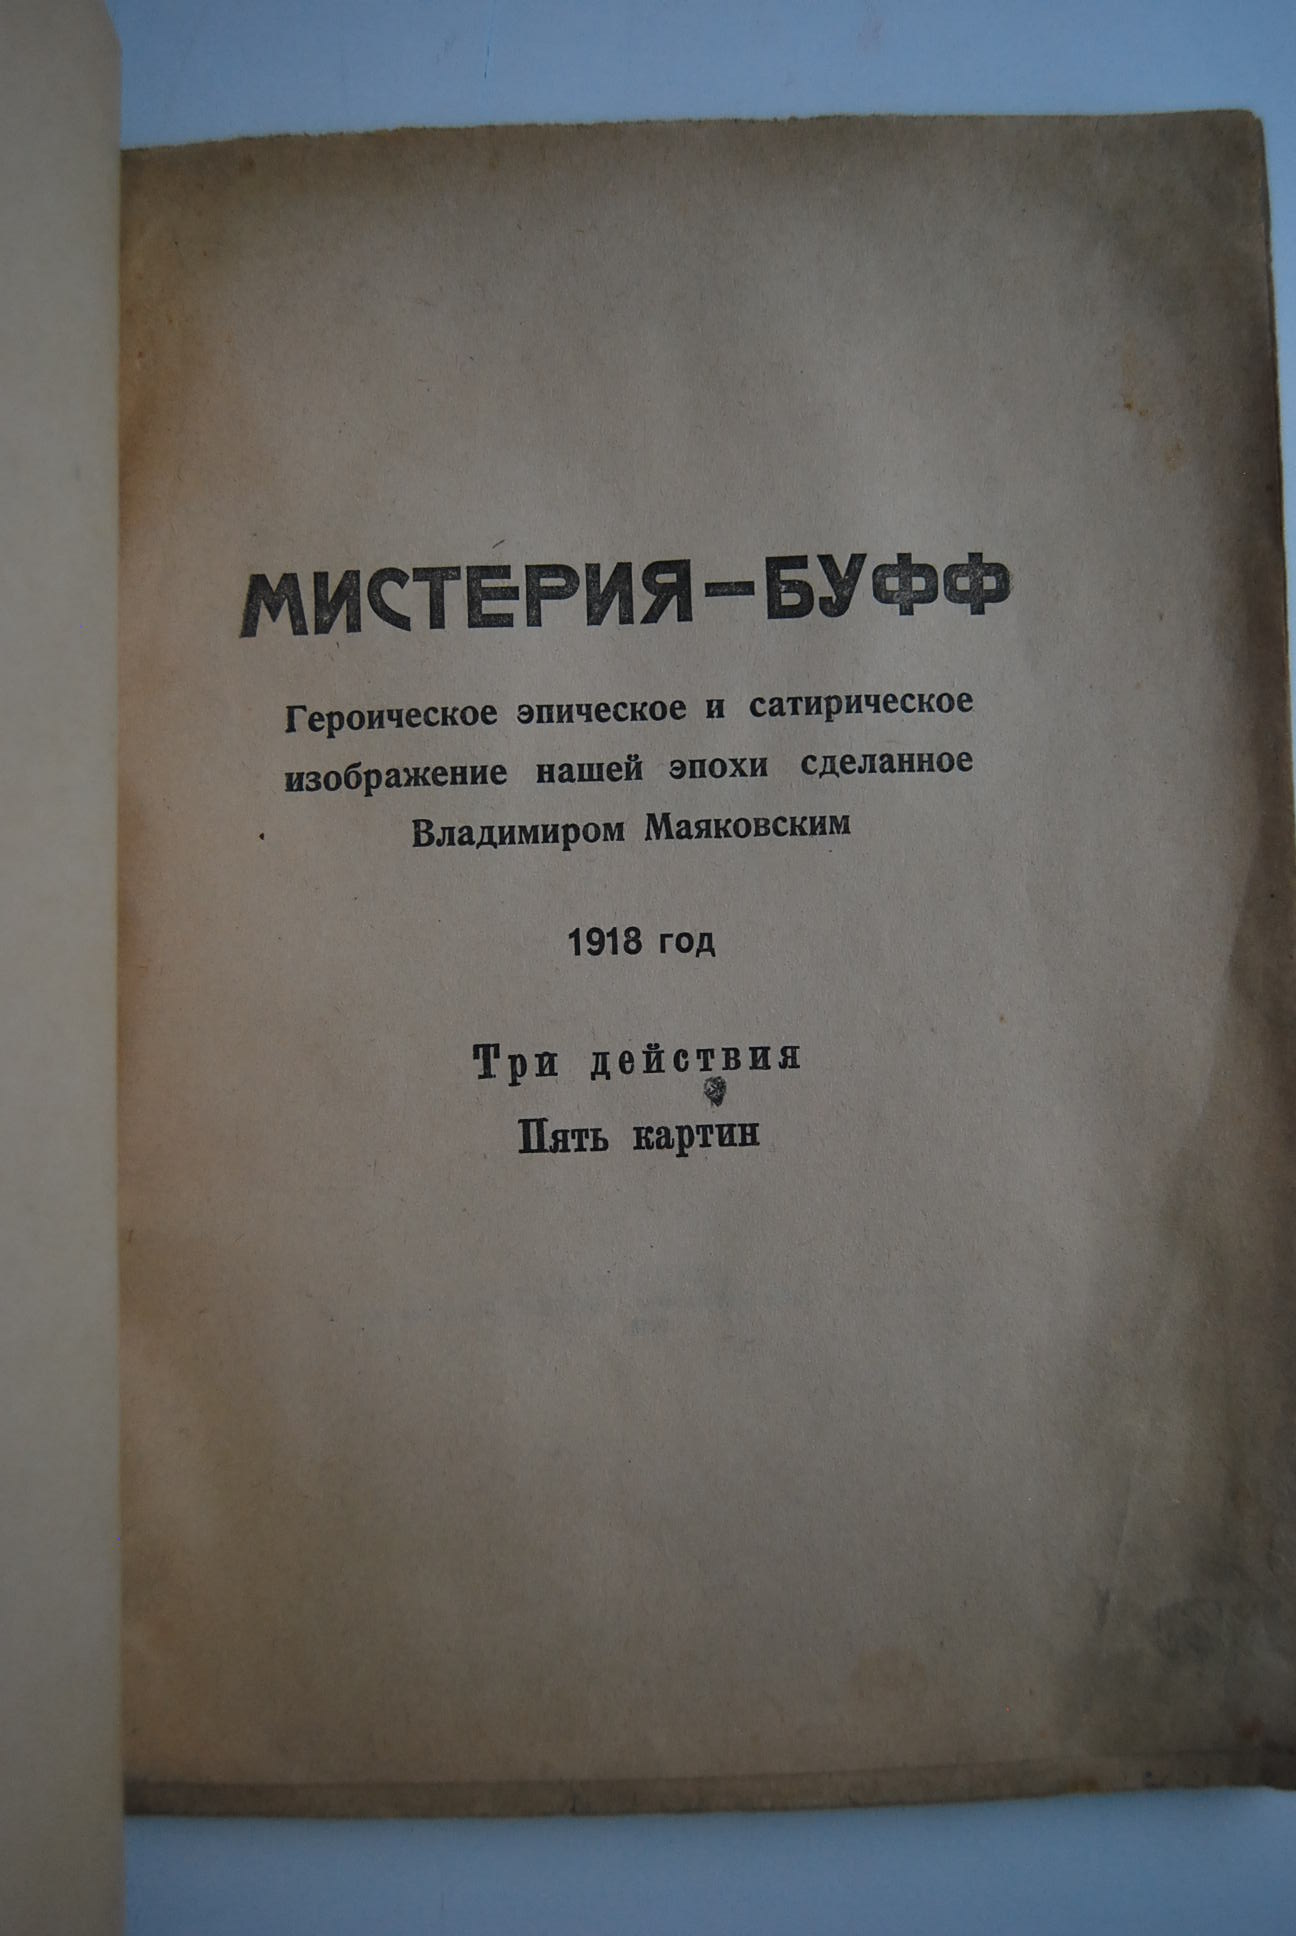 МИСТЕРИЯ—БУФФ
Героическое эпическое и сатирическое
изображение нашей эпохи сделанное
Владимиром Маяковским
1918 год
Три действия
Пять картин